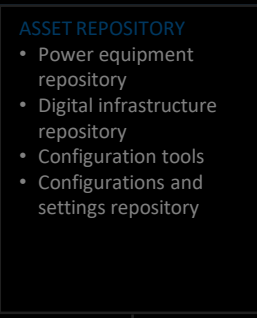 ASSET REPOSITORY
• Power equipment
repository
• Digital infrastructure
repository
• Configuration tools
• Configurations and
settings repository